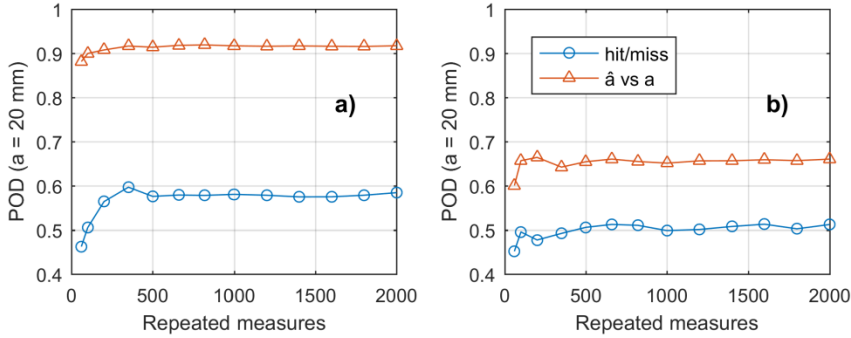 1
0.9
0.8
0.7
0.6
0.5
0.4
POD (a = 20 mm)
a)
0 500 1000 1500 2000
Repeated measures
1
0.9
0.8
0.7
0.6
0.5
0.4
POD (a = 20 mm)
hit/miss
â vs a
b)
0 500 1000 1500 2000
Repeated measures